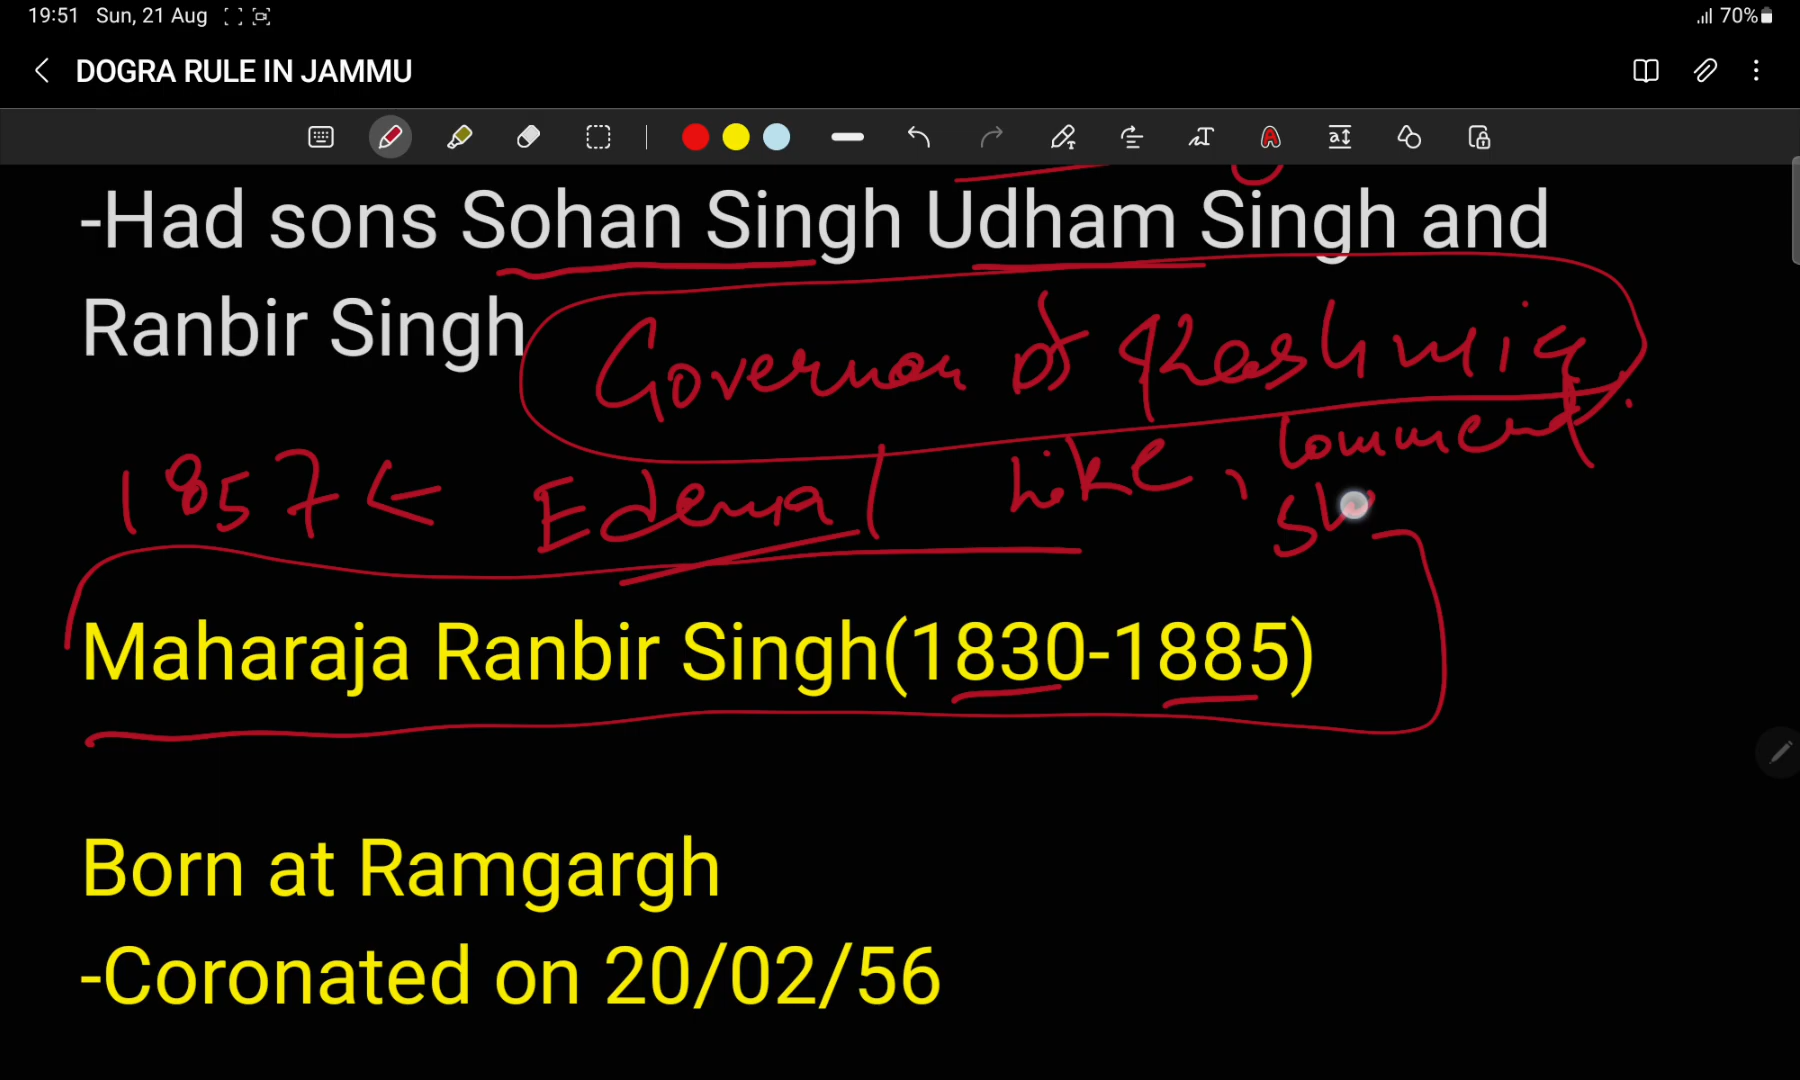 19:51 Sun, 21 Aug 70%
DOGRA RULE IN JAMMU
-Had sons Sohan Singh Udham Singh and
Ranbir Singh
Governor of Kashmir
Like, Comment
1857 ← Edema
Maharaja Ranbir Singh(1830-1885)
Born at Ramgargh
-Coronated on 20/02/56